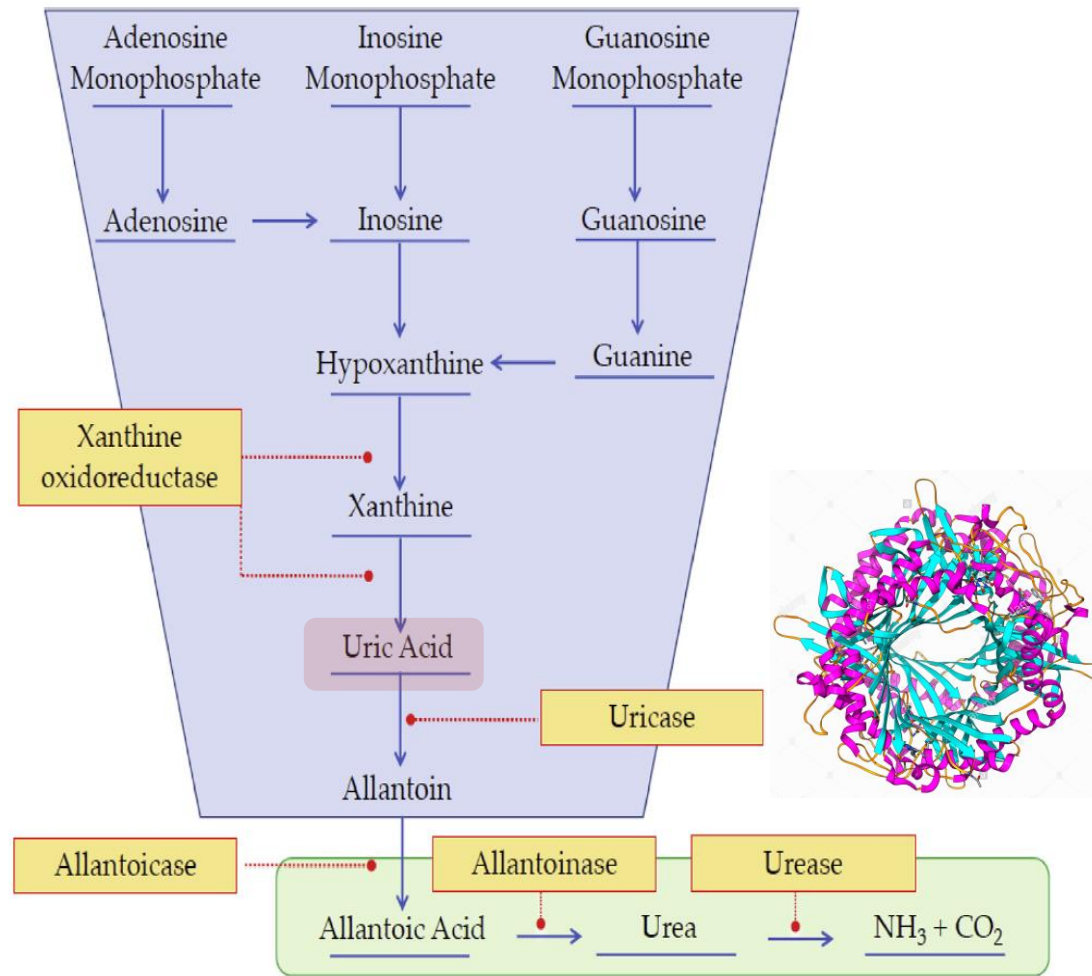 Adenosine
Monophosphate
Inosine
Monophosphate
Guanosine
Monophosphate
Adenosine
Inosine
Guanosine
Hypoxanthine
Guanine
Xanthine
oxidoreductase
Xanthine
Uric Acid
Uricase
Allantoin
Allantoicase
Allantoinase
Urease
Allantoic Acid
Urea
NH₃ + CO₂